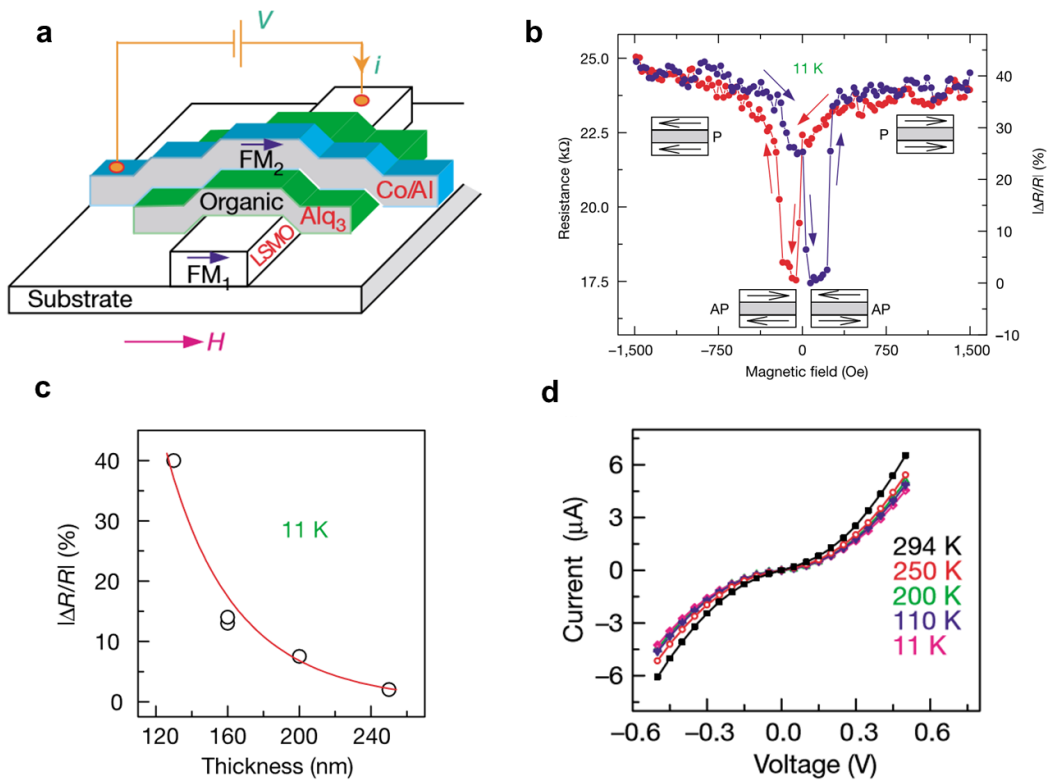 a
V
i
FM2
Co/Al
Organic
Alq3
LSMO
FM1
Substrate
H
b
11 K
25.0
22.5
20.0
17.5
Resistance (kΩ)
40
30
20
10
0
–10
|ΔR/R| (%)
P
P
AP
AP
–1,500
–750
0
750
1,500
Magnetic field (Oe)
c
40
30
20
10
0
|ΔR/R| (%)
11 K
120
160
200
240
Thickness (nm)
d
6
3
0
−3
−6
Current (µA)
294 K
250 K
200 K
110 K
11 K
−0.6
−0.3
0.0
0.3
0.6
Voltage (V)